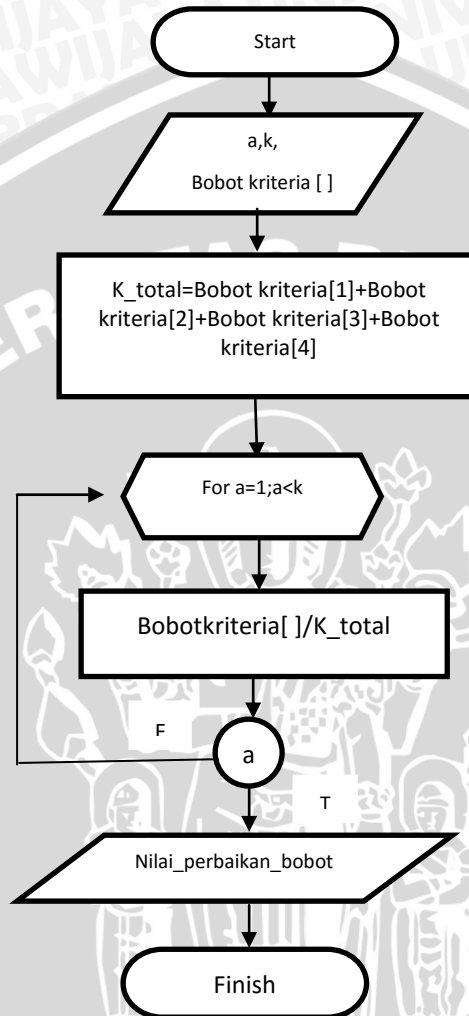 Start
a,k,
Bobot kriteria [ ]
K_total=Bobot kriteria[1]+Bobot
kriteria[2]+Bobot kriteria[3]+Bobot
kriteria[4]
For a=1;a<k
Bobotkriteria[ ]/K_total
F
a
T
Nilai_perbaikan_bobot
Finish